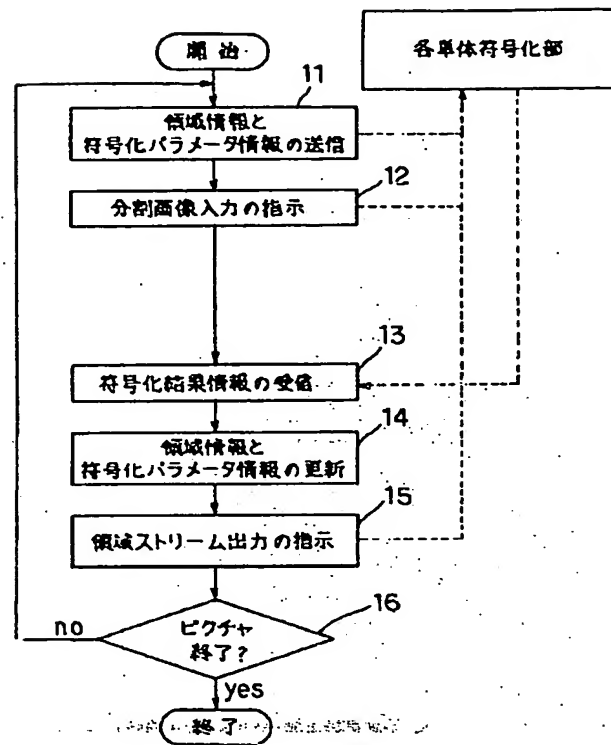 開始
各単体符号化部
11
領域情報と
符号化パラメータ情報の送信
12
分割画像入力の指示
13
符号化結果情報の受信
14
領域情報と
符号化パラメータ情報の更新
15
領域ストリーム出力の指示
16
ピクチャ
終了?
no
yes
終了